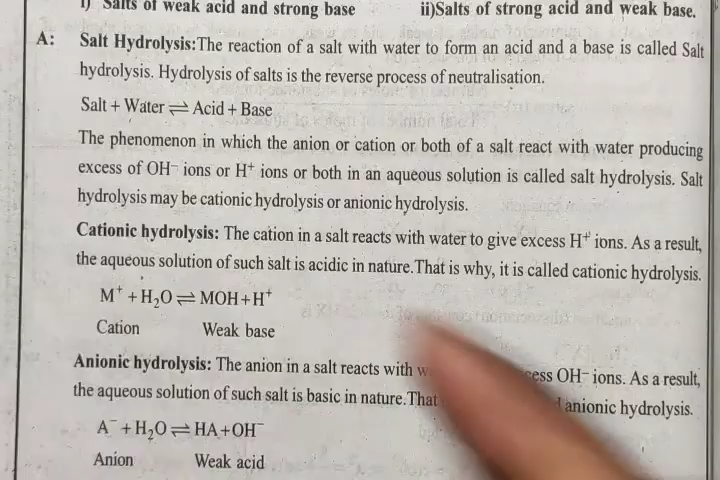 i) Salts of weak acid and strong base ii)Salts of strong acid and weak base.
A: Salt Hydrolysis:The reaction of a salt with water to form an acid and a base is called Salt
hydrolysis. Hydrolysis of salts is the reverse process of neutralisation.
Salt + Water ⇌ Acid + Base
The phenomenon in which the anion or cation or both of a salt react with water producing
excess of OH⁻ ions or H⁺ ions or both in an aqueous solution is called salt hydrolysis. Salt
hydrolysis may be cationic hydrolysis or anionic hydrolysis.
Cationic hydrolysis: The cation in a salt reacts with water to give excess H⁺ ions. As a result,
the aqueous solution of such salt is acidic in nature.That is why, it is called cationic hydrolysis.
M⁺ + H₂O ⇌ MOH + H⁺
Cation Weak base
Anionic hydrolysis: The anion in a salt reacts with OH⁻ ions. As a result,
the aqueous solution of such salt is basic in nature.That anionic hydrolysis.
A⁻ + H₂O ⇌ HA + OH⁻
Anion Weak acid